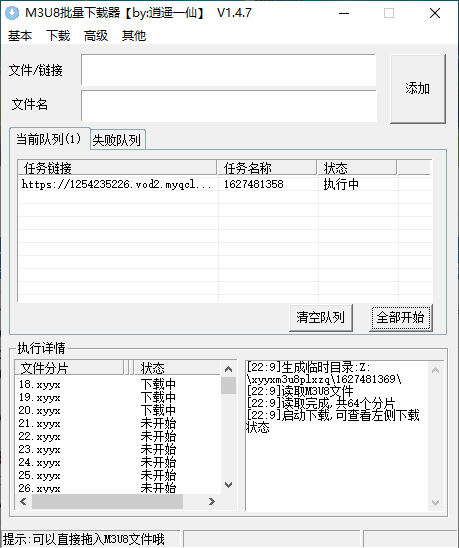 M3U8批量下载器【by:逍遥一仙】 V1.4.7
基本 下载 高级 其他
文件/链接
添加
文件名
当前队列(1) 失败队列
任务链接 任务名称 状态
https://1254235226.vod2.myqcl... 1627481358 执行中
清空队列 全部开始
执行详情
文件分片 状态
18.xyyx 下载中
19.xyyx 下载中
20.xyyx 下载中
21.xyyx 未开始
22.xyyx 未开始
23.xyyx 未开始
24.xyyx 未开始
25.xyyx 未开始
26.xyyx 未开始
[22:9]生成临时目录:Z:
\xyyxm3u8plxzq\1627481369\
[22:9]读取M3U8文件
[22:9]读取完成,共64个分片
[22:9]启动下载,可查看左侧下载
状态
提示:可以直接拖入M3U8文件哦